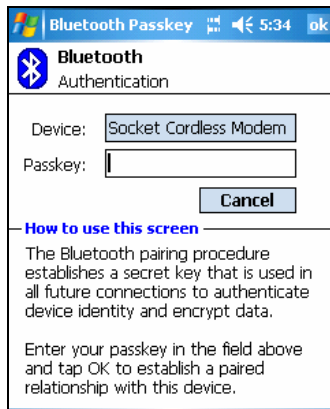 Bluetooth Passkey 5:34 ok
Bluetooth
Authentication
Device: Socket Cordless Modem
Passkey:
Cancel
How to use this screen
The Bluetooth pairing procedure
establishes a secret key that is used in
all future connections to authenticate
device identity and encrypt data.
Enter your passkey in the field above
and tap OK to establish a paired
relationship with this device.